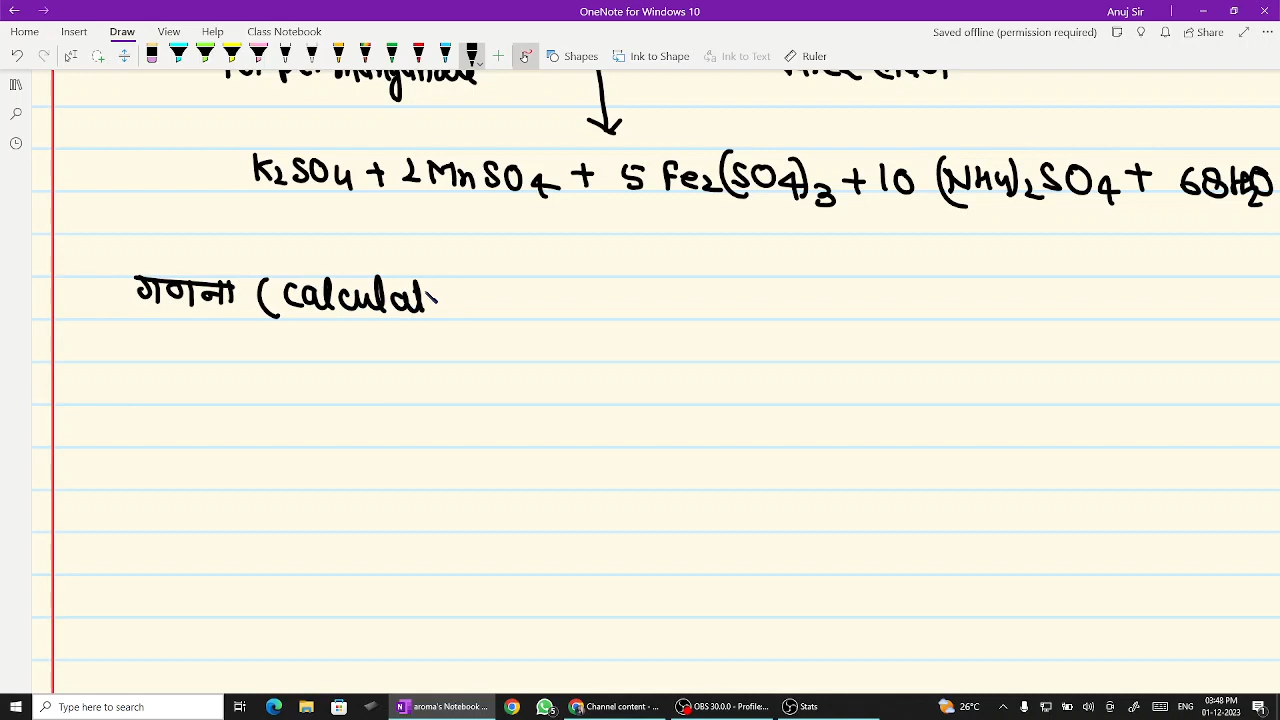 OneNote for Windows 10
Anuj Sir
Home Insert Draw View Help Class Notebook
Saved offline (permission required)
Share
Shapes Ink to Shape Ink to Text Ruler
K₂SO₄ + 2MnSO₄ + 5 Fe₂(SO₄)₃ + 10 (NH₄)₂SO₄ + 68H₂O
गणना (calculat
Type here to search
aroma's Notebook ...
Channel content - ...
OBS 30.0.0 - Profile...
Stats
26°C
ENG
03:48 PM
01-12-2023